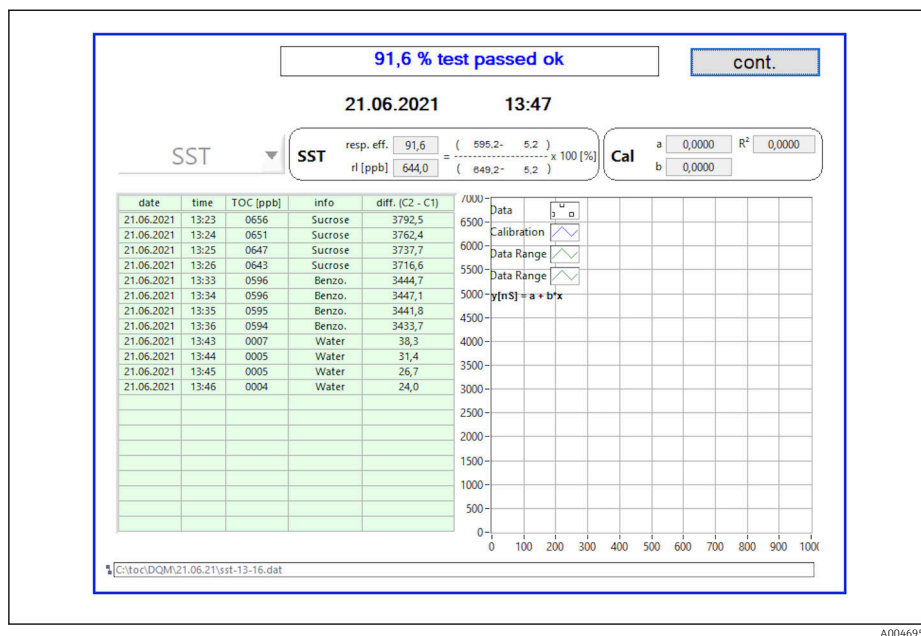 91,6 % test passed ok
cont.
21.06.2021 13:47
SST
SST
resp. eff. 91,6
rl [ppb] 644,0
= ( 595,2- 5,2 )
--------------- x 100 [%]
( 649,2- 5,2 )
Cal
a 0,0000 R² 0,0000
b 0,0000
date time TOC [ppb] info diff. (C2 - C1)
21.06.2021 13:23 0656 Sucrose 3792,5
21.06.2021 13:24 0651 Sucrose 3762,4
21.06.2021 13:25 0647 Sucrose 3737,7
21.06.2021 13:26 0643 Sucrose 3716,6
21.06.2021 13:33 0596 Benzo. 3444,7
21.06.2021 13:34 0596 Benzo. 3447,1
21.06.2021 13:35 0595 Benzo. 3441,8
21.06.2021 13:36 0594 Benzo. 3433,7
21.06.2021 13:43 0007 Water 38,3
21.06.2021 13:44 0005 Water 31,4
21.06.2021 13:45 0005 Water 26,7
21.06.2021 13:46 0004 Water 24,0
7000
6500
6000
5500
5000
4500
4000
3500
3000
2500
2000
1500
1000
500
0
Data
Calibration
Data Range
Data Range
y[nS] = a + b*x
0 100 200 300 400 500 600 700 800 900 1000
C:\toc\DQM\21.06.21\sst-13-16.dat